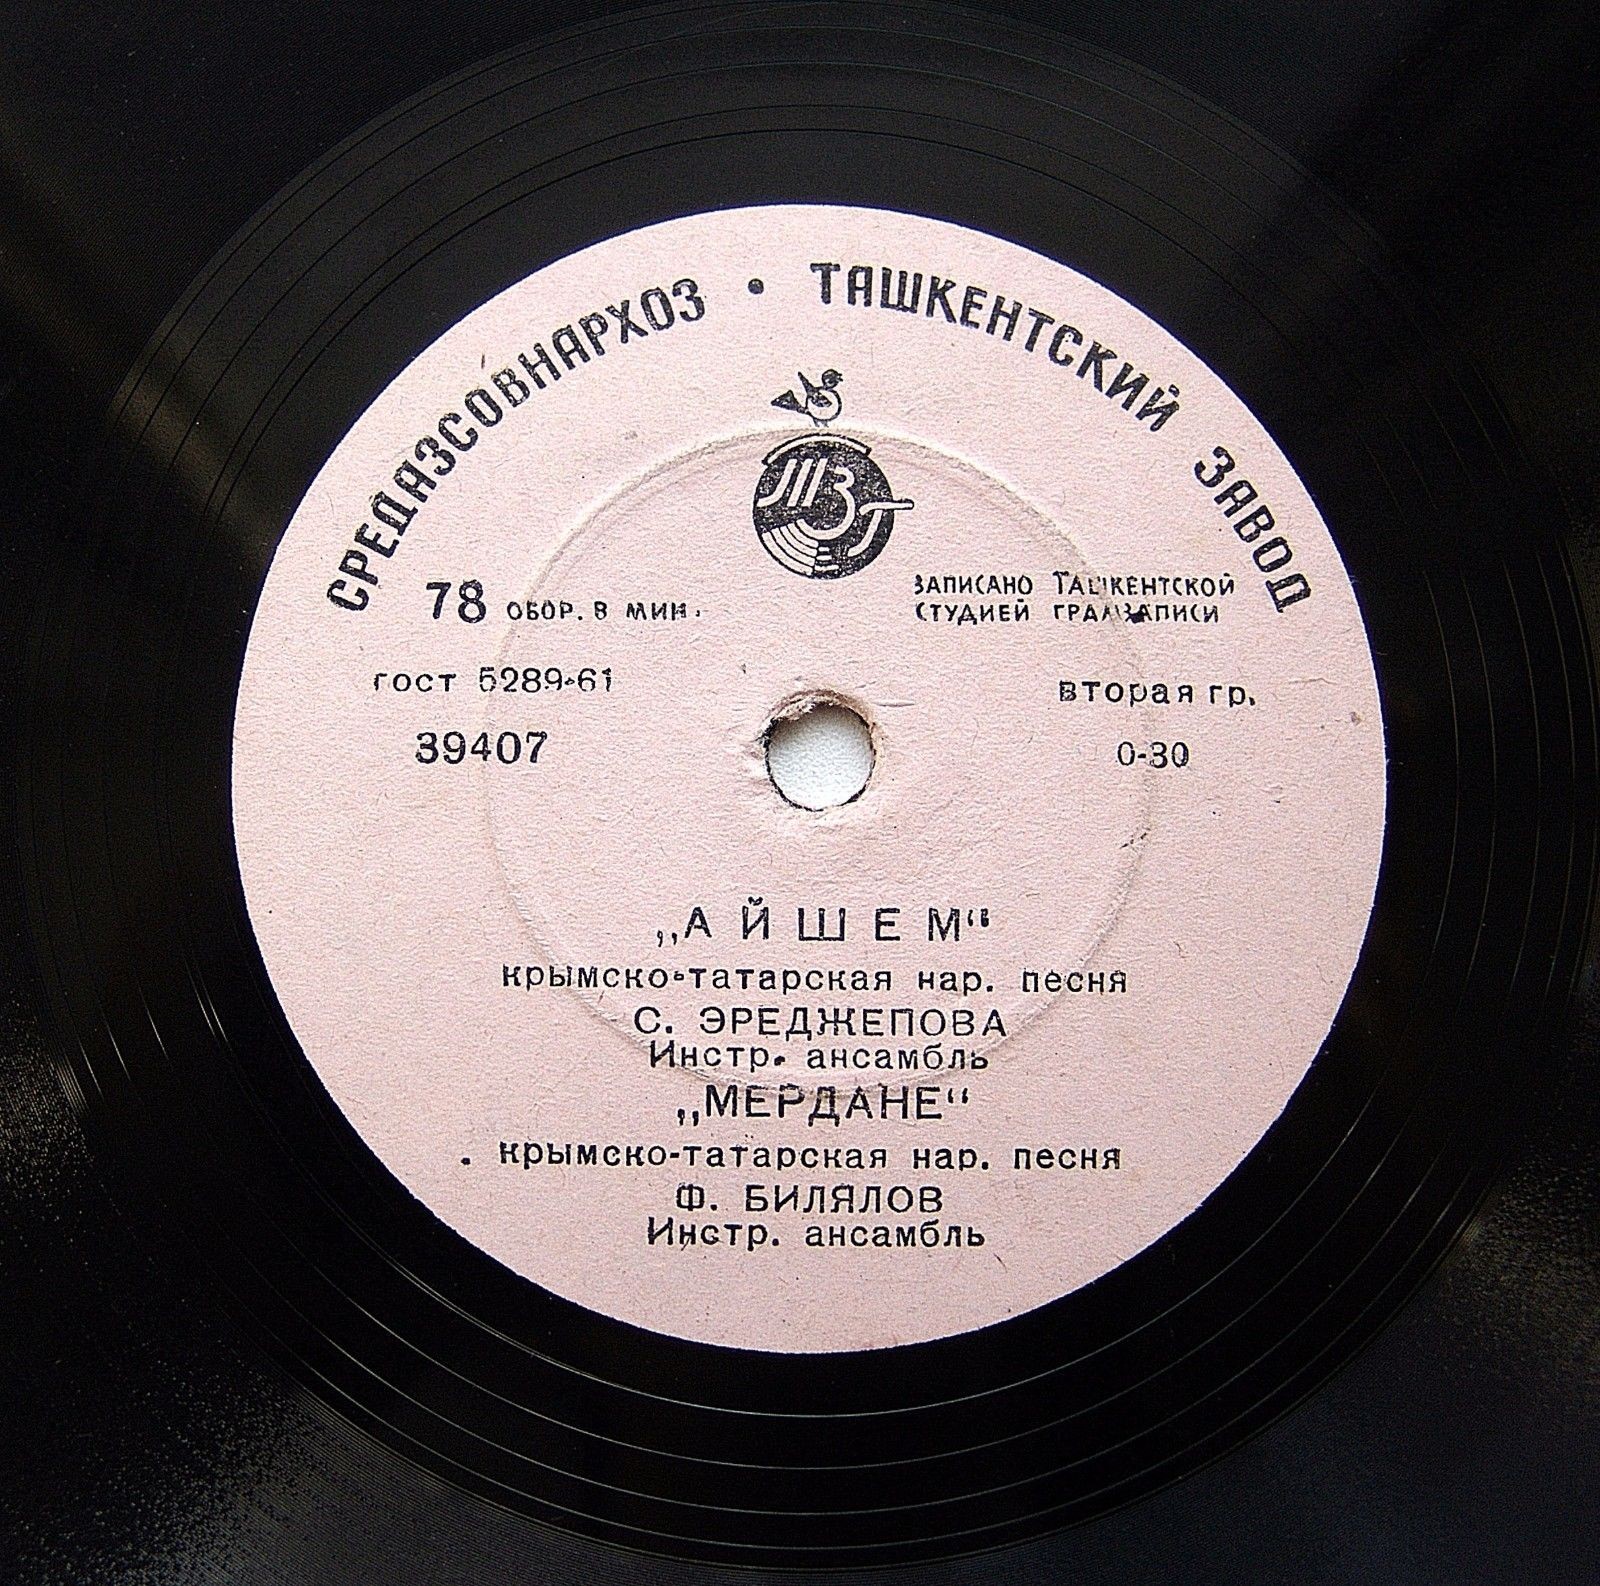 СРЕДАЗСОВНАРХОЗ • ТАШКЕНТСКИЙ ЗАВОД
ТЗ
78 ОБОР. В МИН.
ЗАПИСАНО ТАШКЕНТСКОЙ
СТУДИЕЙ ГРАМЗАПИСИ
гост 5289-61
вторая гр.
39407
0-30
„АЙШЕМ“
крымско-татарская нар. песня
С. ЭРЕДЖЕПОВА
Инстр. ансамбль
„МЕРДАНЕ“
крымско-татарская нар. песня
Ф. БИЛЯЛОВ
Инстр. ансамбль